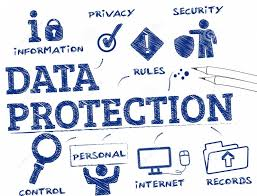 PRIVACY
SECURITY
INFORMATION
RULES
DATA
PROTECTION
PERSONAL
CONTROL
INTERNET
RECORDS